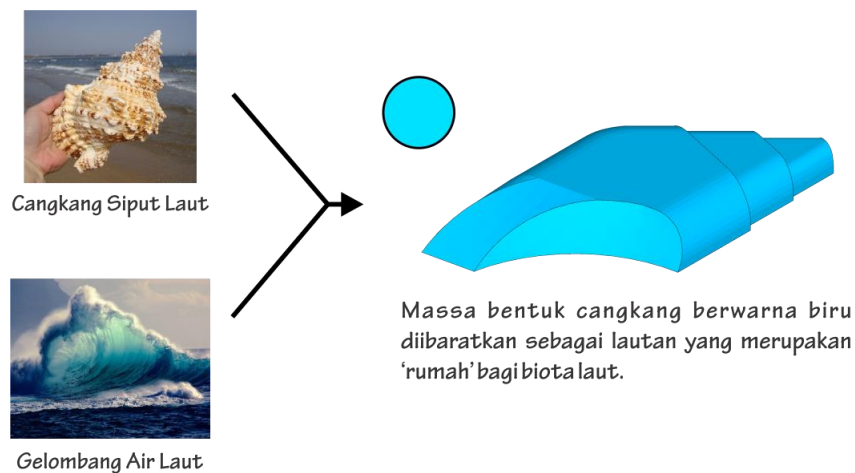 Cangkang Siput Laut
Gelombang Air Laut
Massa bentuk cangkang berwarna biru
diibaratkan sebagai lautan yang merupakan
‘rumah’ bagi biota laut.